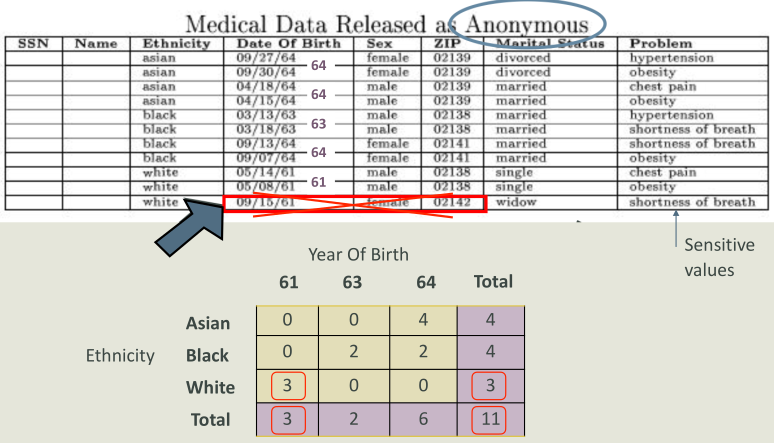 Medical Data Released as Anonymous
SSN Name Ethnicity Date Of Birth Sex ZIP Marital Status Problem
asian 09/27/64 female 02139 divorced hypertension
64
asian 09/30/64 female 02139 divorced obesity
asian 04/18/64 male 02139 married chest pain
64
asian 04/15/64 male 02139 married obesity
black 03/13/63 male 02138 married hypertension
63
black 03/18/63 male 02138 married shortness of breath
black 09/13/64 female 02141 married shortness of breath
64
black 09/07/64 female 02141 married obesity
white 05/14/61 male 02138 single chest pain
61
white 05/08/61 male 02138 single obesity
white 09/15/61 female 02142 widow shortness of breath
Sensitive
values
Year Of Birth
61 63 64 Total
Asian 0 0 4 4
Ethnicity Black 0 2 2 4
White 3 0 0 3
Total 3 2 6 11